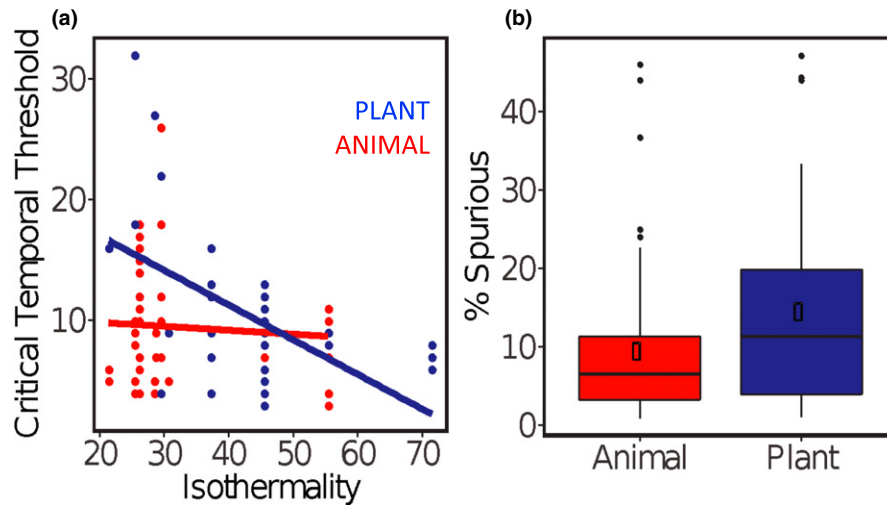 (a)
Critical Temporal Threshold
30
20
10
PLANT
ANIMAL
20 30 40 50 60 70
Isothermality
(b)
% Spurious
40
30
20
10
0
Animal Plant